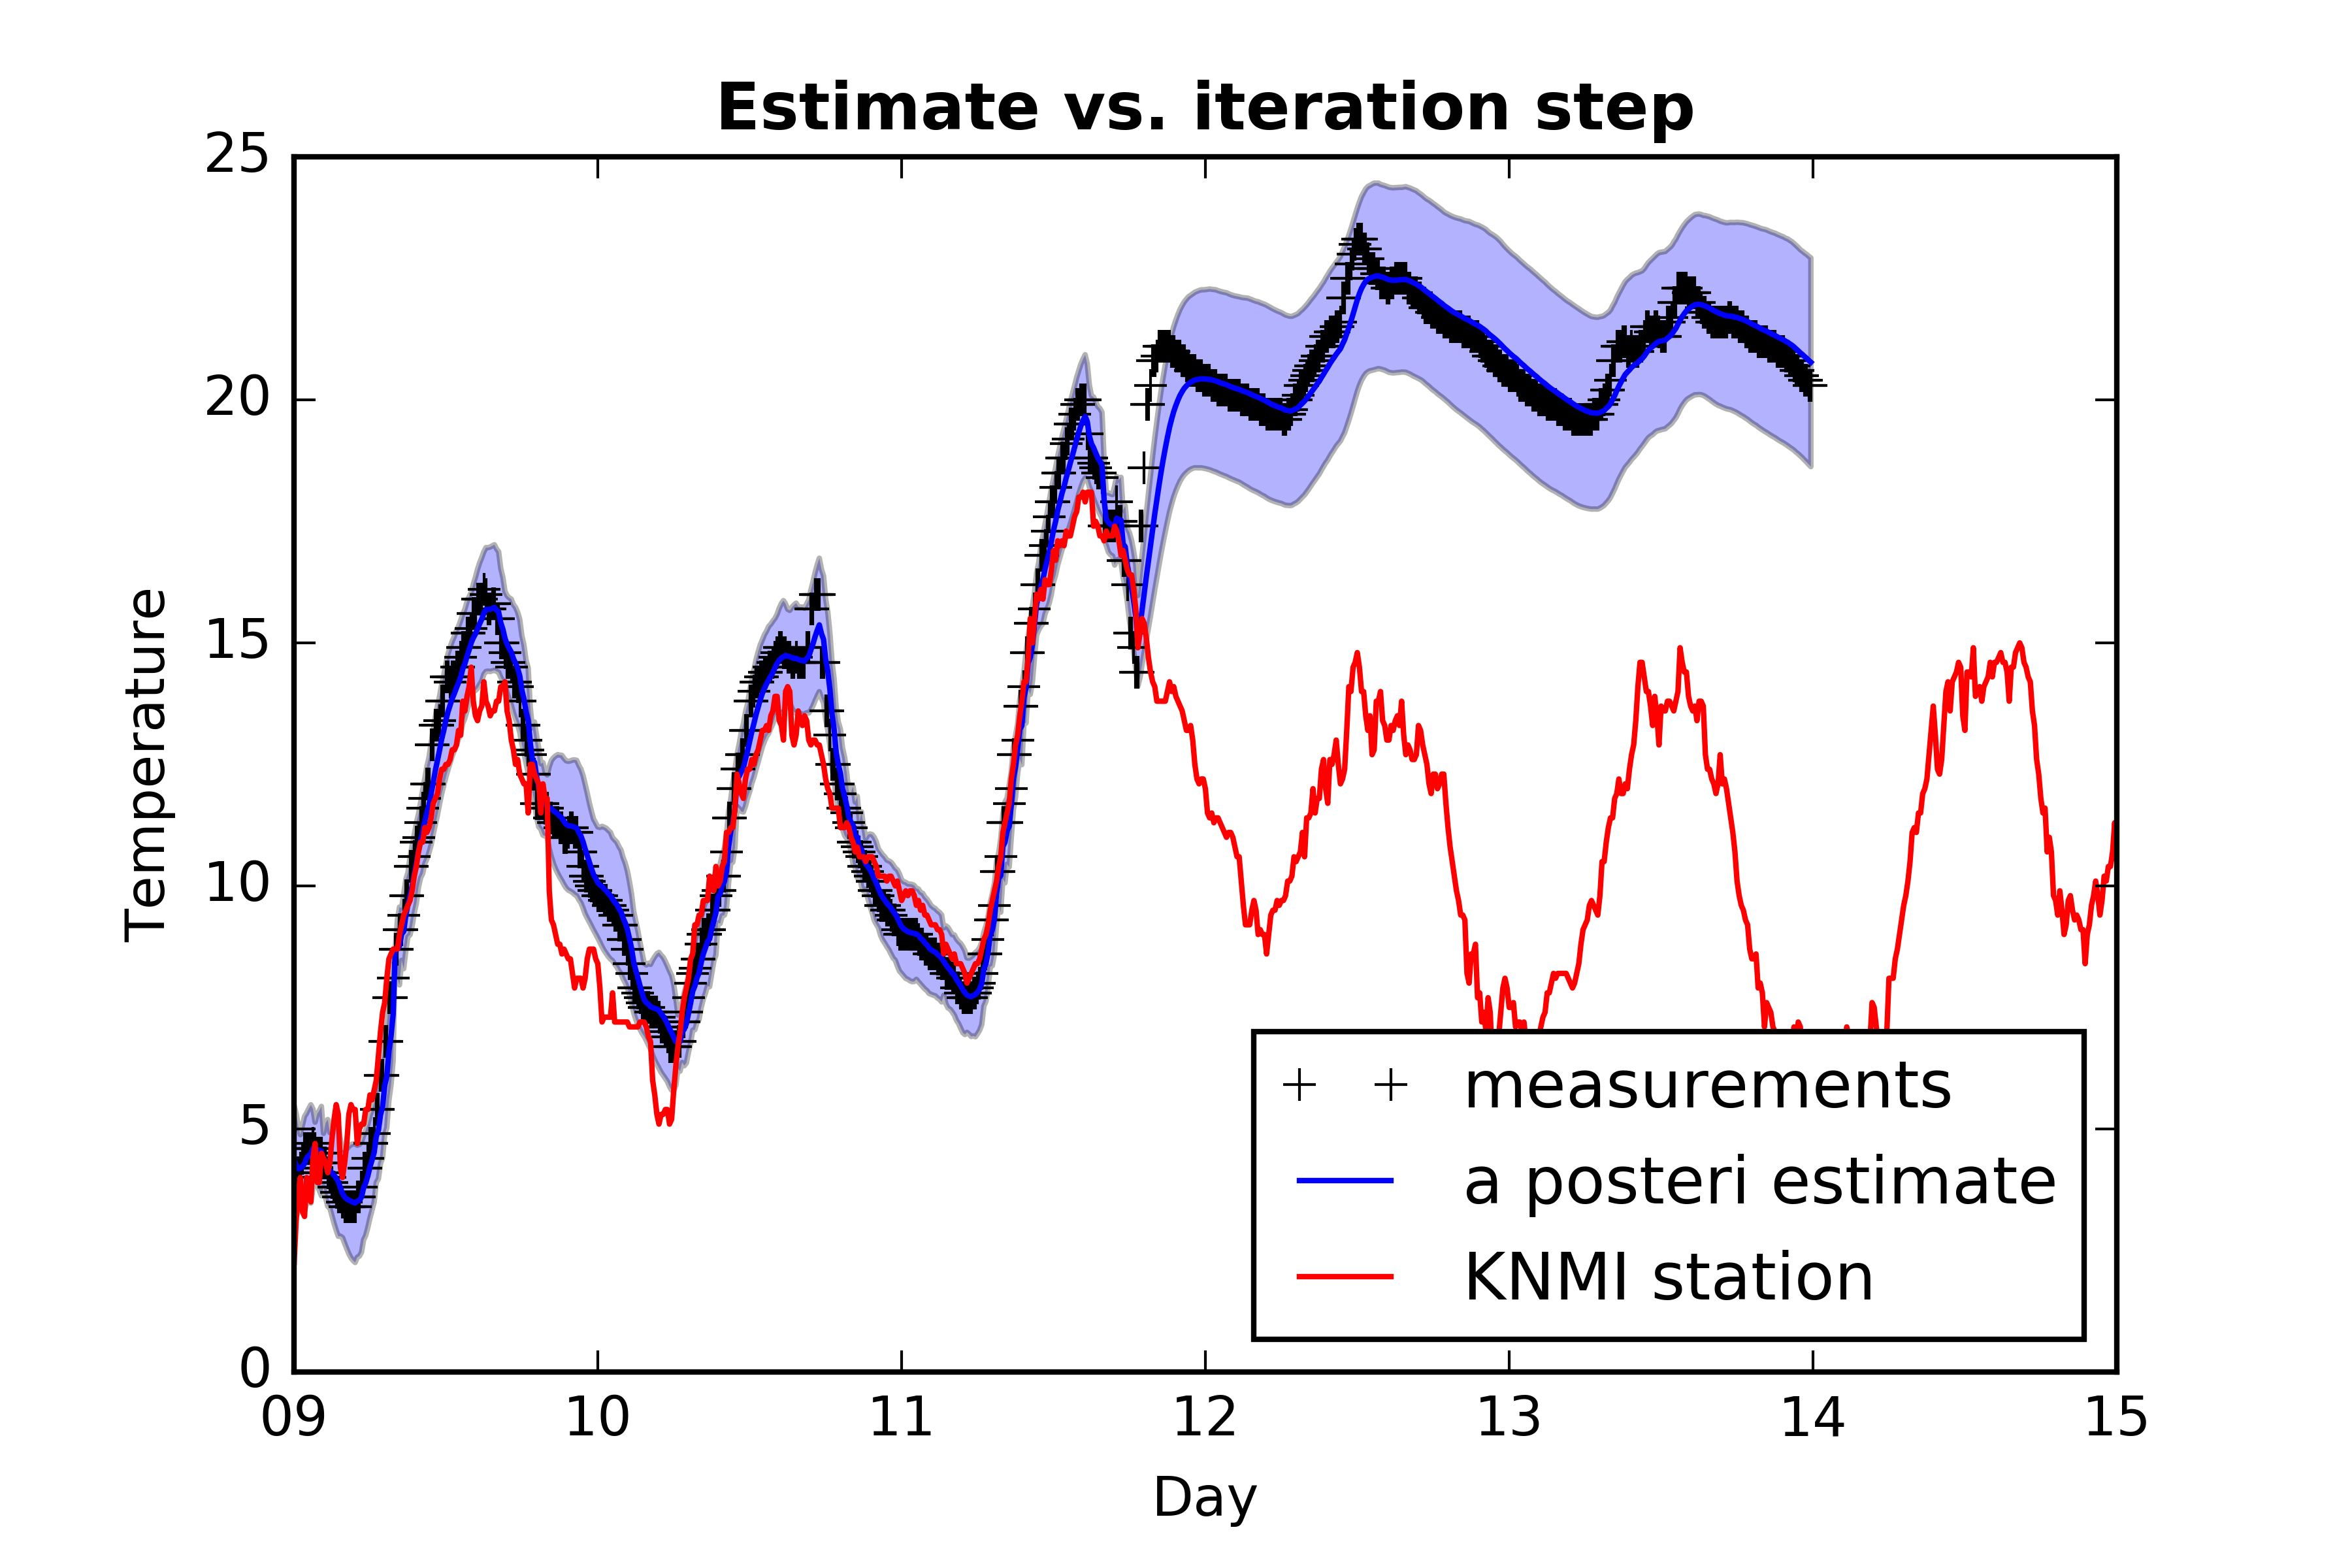 Estimate vs. iteration step
25
20
15
10
5
0
Temperature
09 10 11 12 13 14 15
Day
measurements
a posteri estimate
KNMI station